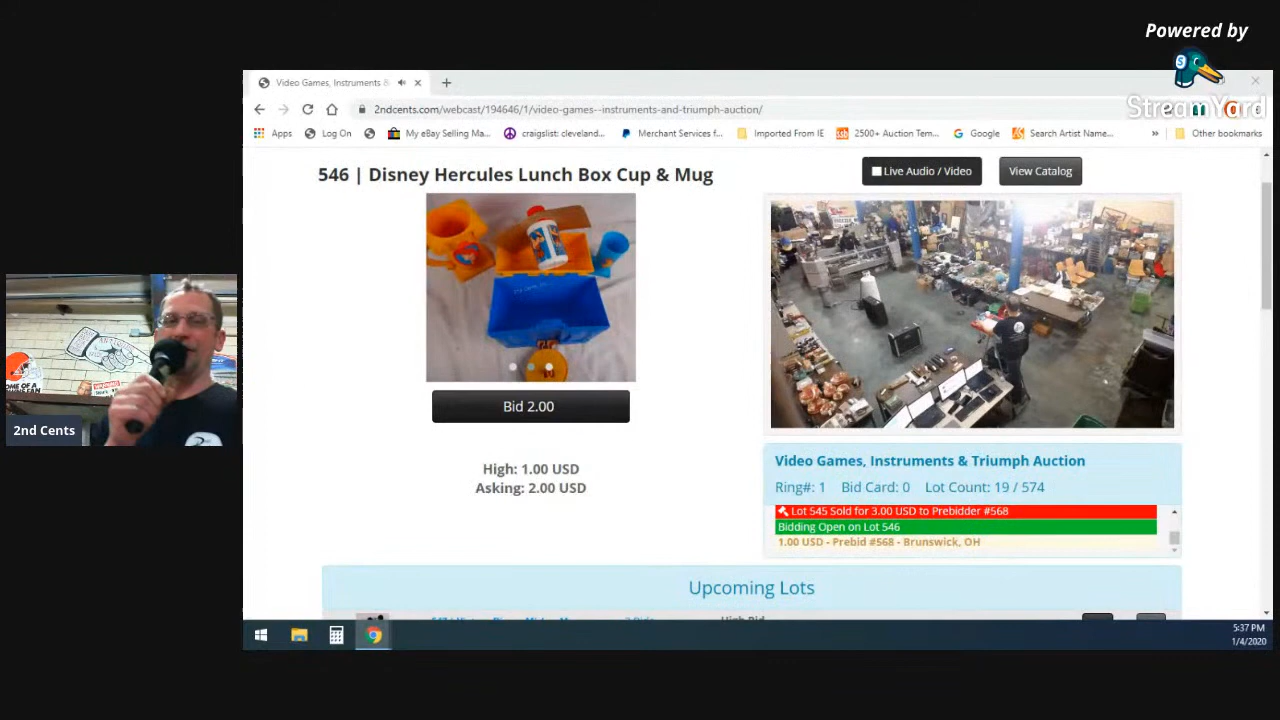 Powered by
StreamYard
Video Games, Instruments &
2ndcents.com/webcast/194646/1/video-games--instruments-and-triumph-auction/
Apps
Log On
My eBay Selling Ma...
craigslist: cleveland...
Merchant Services f...
Imported From IE
2500+ Auction Tem...
Google
Search Artist Name...
»
Other bookmarks
546 | Disney Hercules Lunch Box Cup & Mug
Live Audio / Video
View Catalog
Bid 2.00
High: 1.00 USD
Asking: 2.00 USD
2nd Cents
Video Games, Instruments & Triumph Auction
Ring#: 1 Bid Card: 0 Lot Count: 19 / 574
Lot 545 Sold for 3.00 USD to Prebidder #568
Bidding Open on Lot 546
1.00 USD - Prebid #568 - Brunswick, OH
Upcoming Lots
5:37 PM
1/4/2020